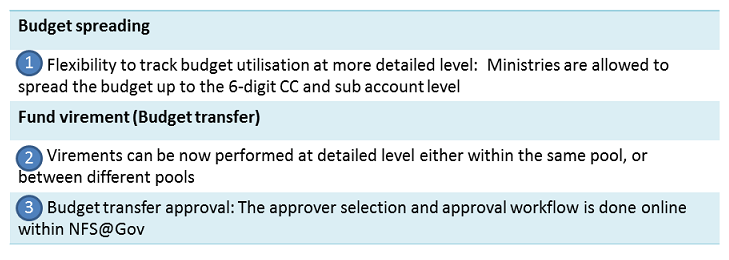 Budget spreading
1 Flexibility to track budget utilisation at more detailed level: Ministries are allowed to
spread the budget up to the 6-digit CC and sub account level
Fund virement (Budget transfer)
2 Virements can be now performed at detailed level either within the same pool, or
between different pools
3 Budget transfer approval: The approver selection and approval workflow is done online
within NFS@Gov